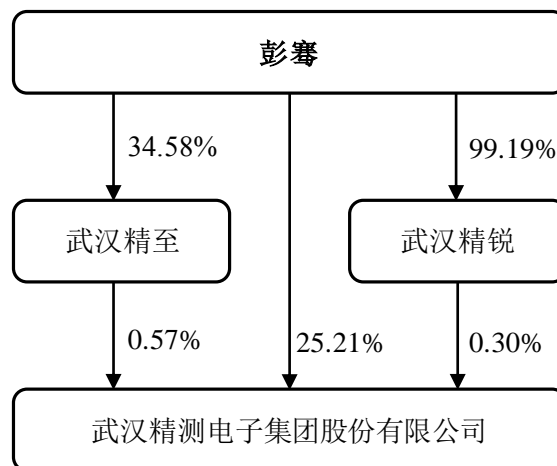 彭骞
34.58%
99.19%
武汉精至
武汉精锐
0.57%
25.21%
0.30%
武汉精测电子集团股份有限公司